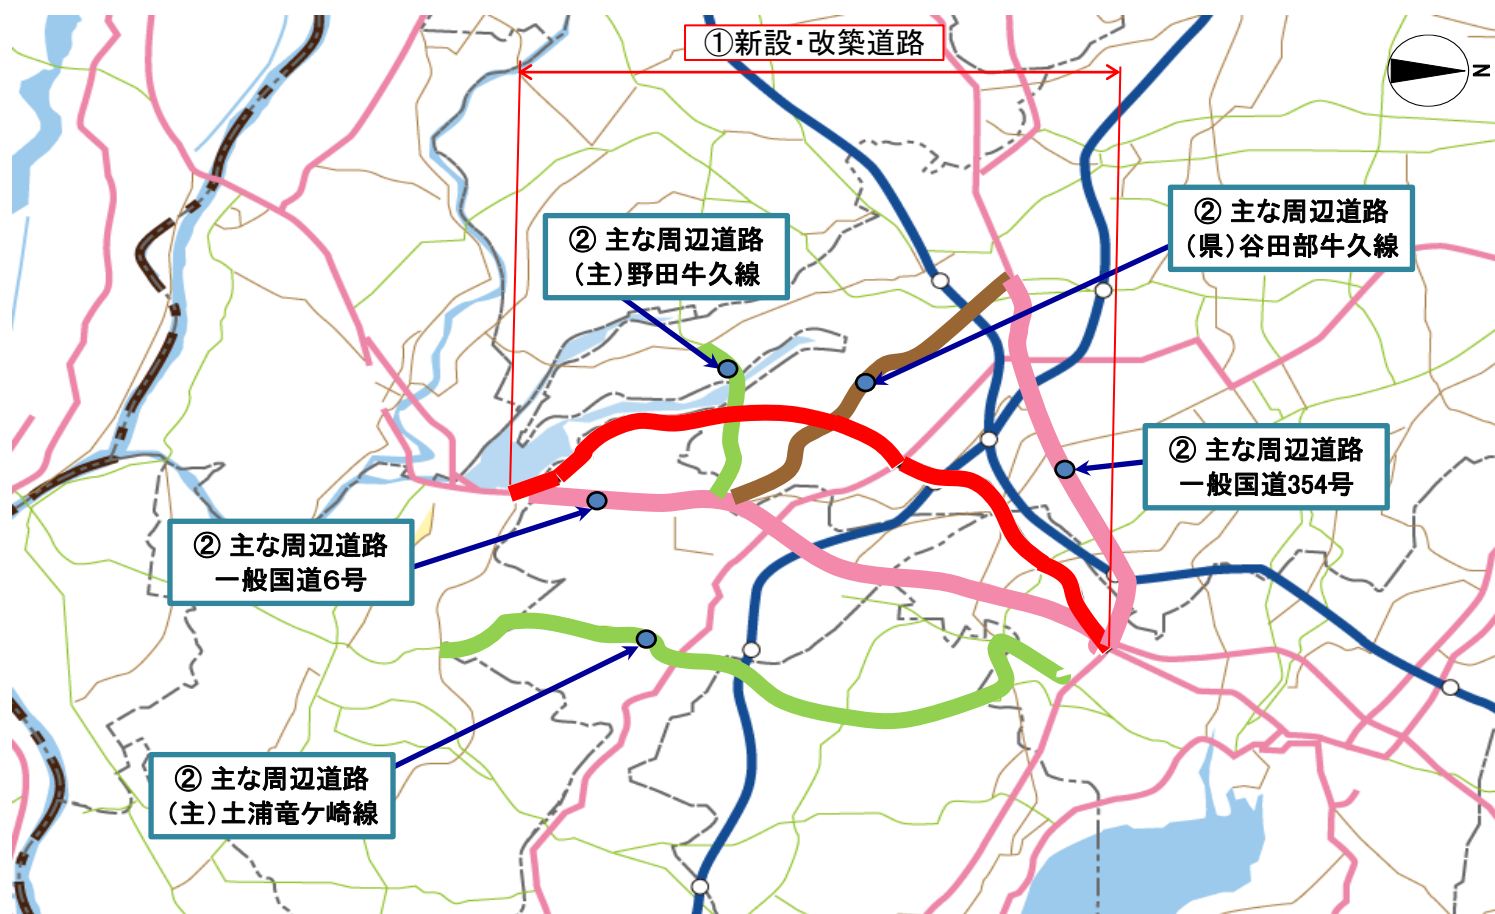 ①新設・改築道路
N
② 主な周辺道路
(県)谷田部牛久線
② 主な周辺道路
(主)野田牛久線
② 主な周辺道路
一般国道354号
② 主な周辺道路
一般国道6号
② 主な周辺道路
(主)土浦竜ケ崎線